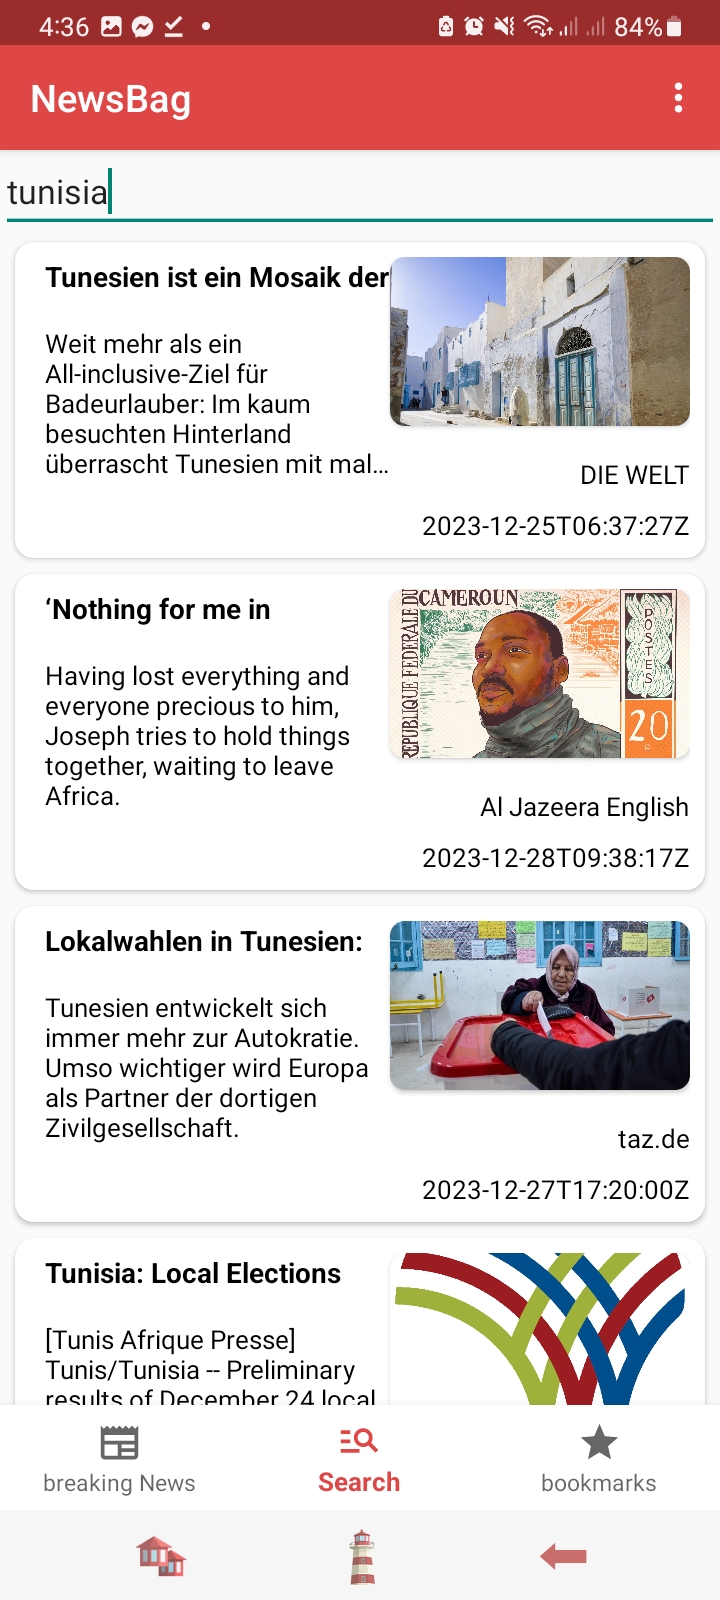 4:36
84%
NewsBag
tunisia
Tunesien ist ein Mosaik der
Weit mehr als ein
All-inclusive-Ziel für
Badeurlauber: Im kaum
besuchten Hinterland
überrascht Tunesien mit mal...
DIE WELT
2023-12-25T06:37:27Z
‘Nothing for me in
Having lost everything and
everyone precious to him,
Joseph tries to hold things
together, waiting to leave
Africa.
REPUBLIQUE FEDERALE DU
CAMEROUN
POSTES
20
F
Al Jazeera English
2023-12-28T09:38:17Z
Lokalwahlen in Tunesien:
Tunesien entwickelt sich
immer mehr zur Autokratie.
Umso wichtiger wird Europa
als Partner der dortigen
Zivilgesellschaft.
taz.de
2023-12-27T17:20:00Z
Tunisia: Local Elections
[Tunis Afrique Presse]
Tunis/Tunisia -- Preliminary
results of December 24 local
breaking News
Search
bookmarks